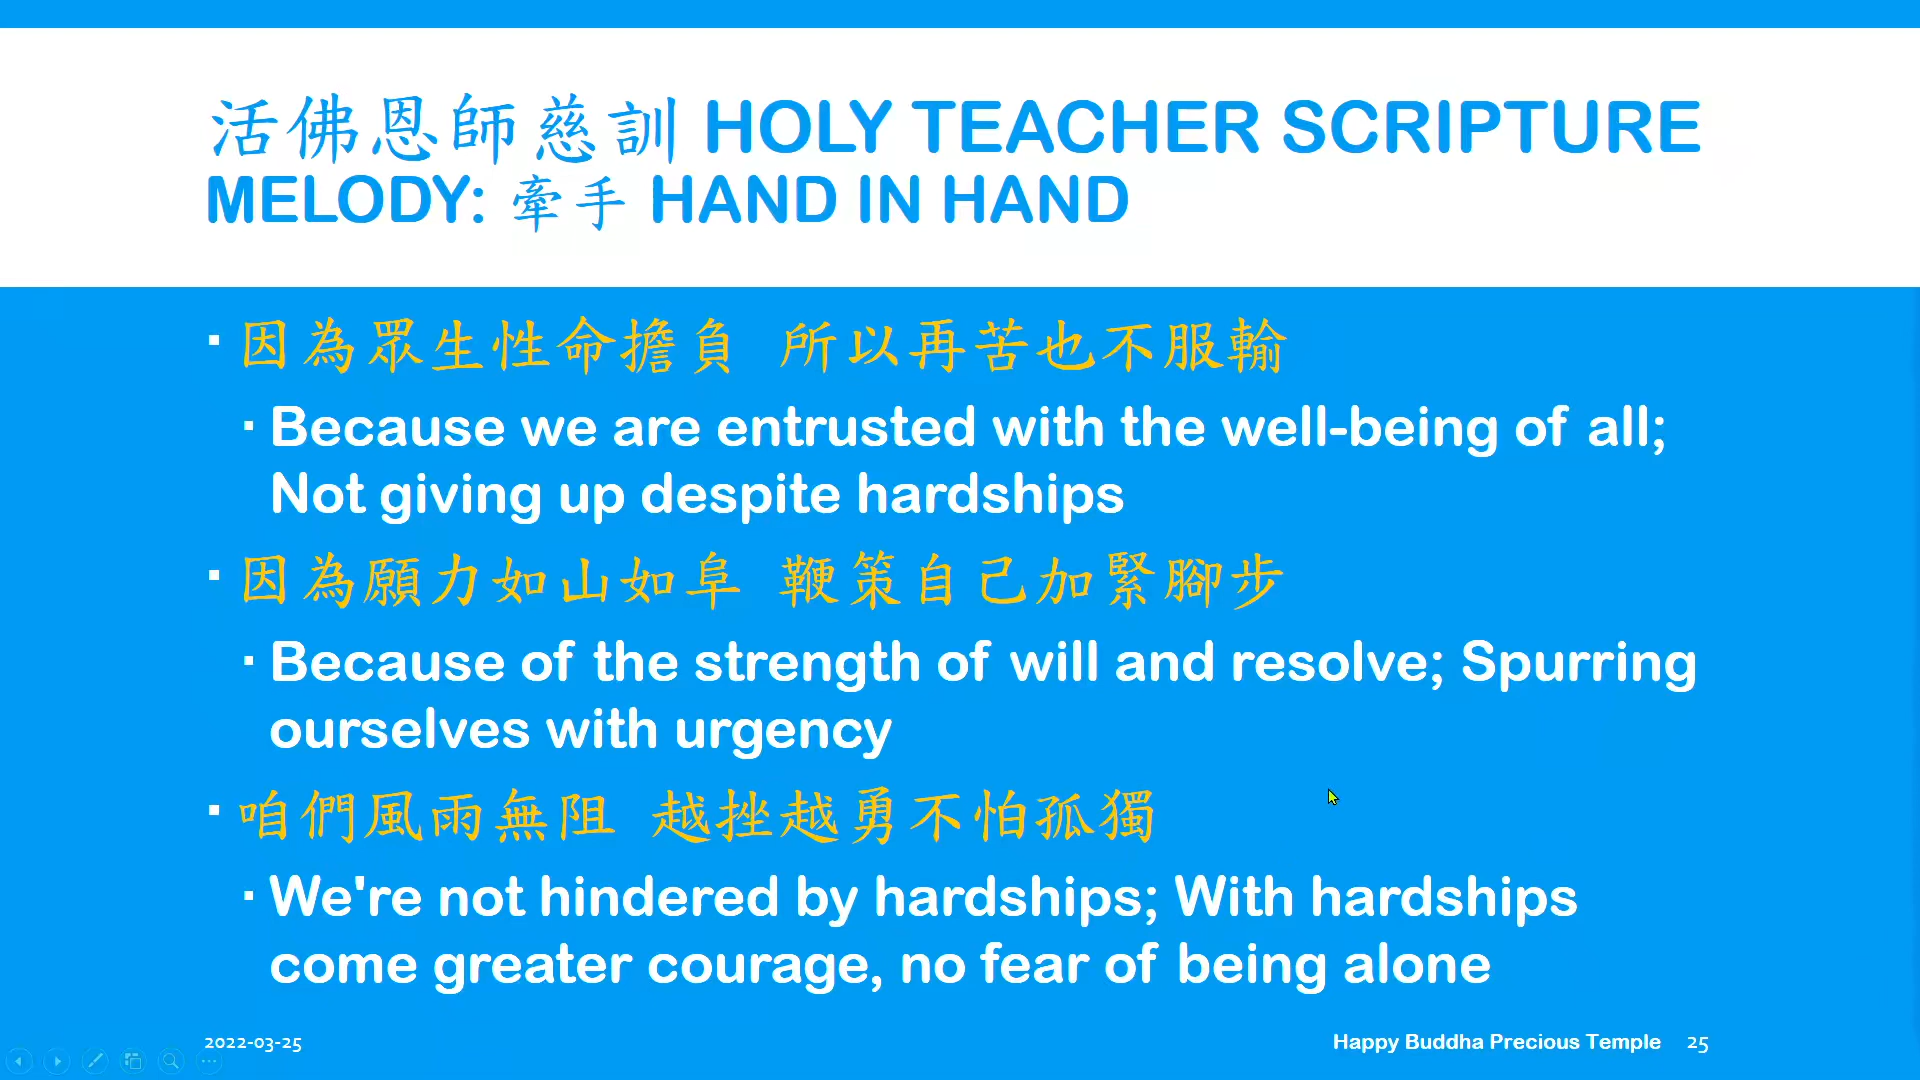 活佛恩師慈訓 HOLY TEACHER SCRIPTURE
MELODY: 牽手 HAND IN HAND
因為眾生性命擔負 所以再苦也不服輸
Because we are entrusted with the well-being of all;
Not giving up despite hardships
因為願力如山如阜 鞭策自己加緊腳步
Because of the strength of will and resolve; Spurring
ourselves with urgency
咱們風雨無阻 越挫越勇不怕孤獨
We're not hindered by hardships; With hardships
come greater courage, no fear of being alone
2022-03-25
Happy Buddha Precious Temple 25